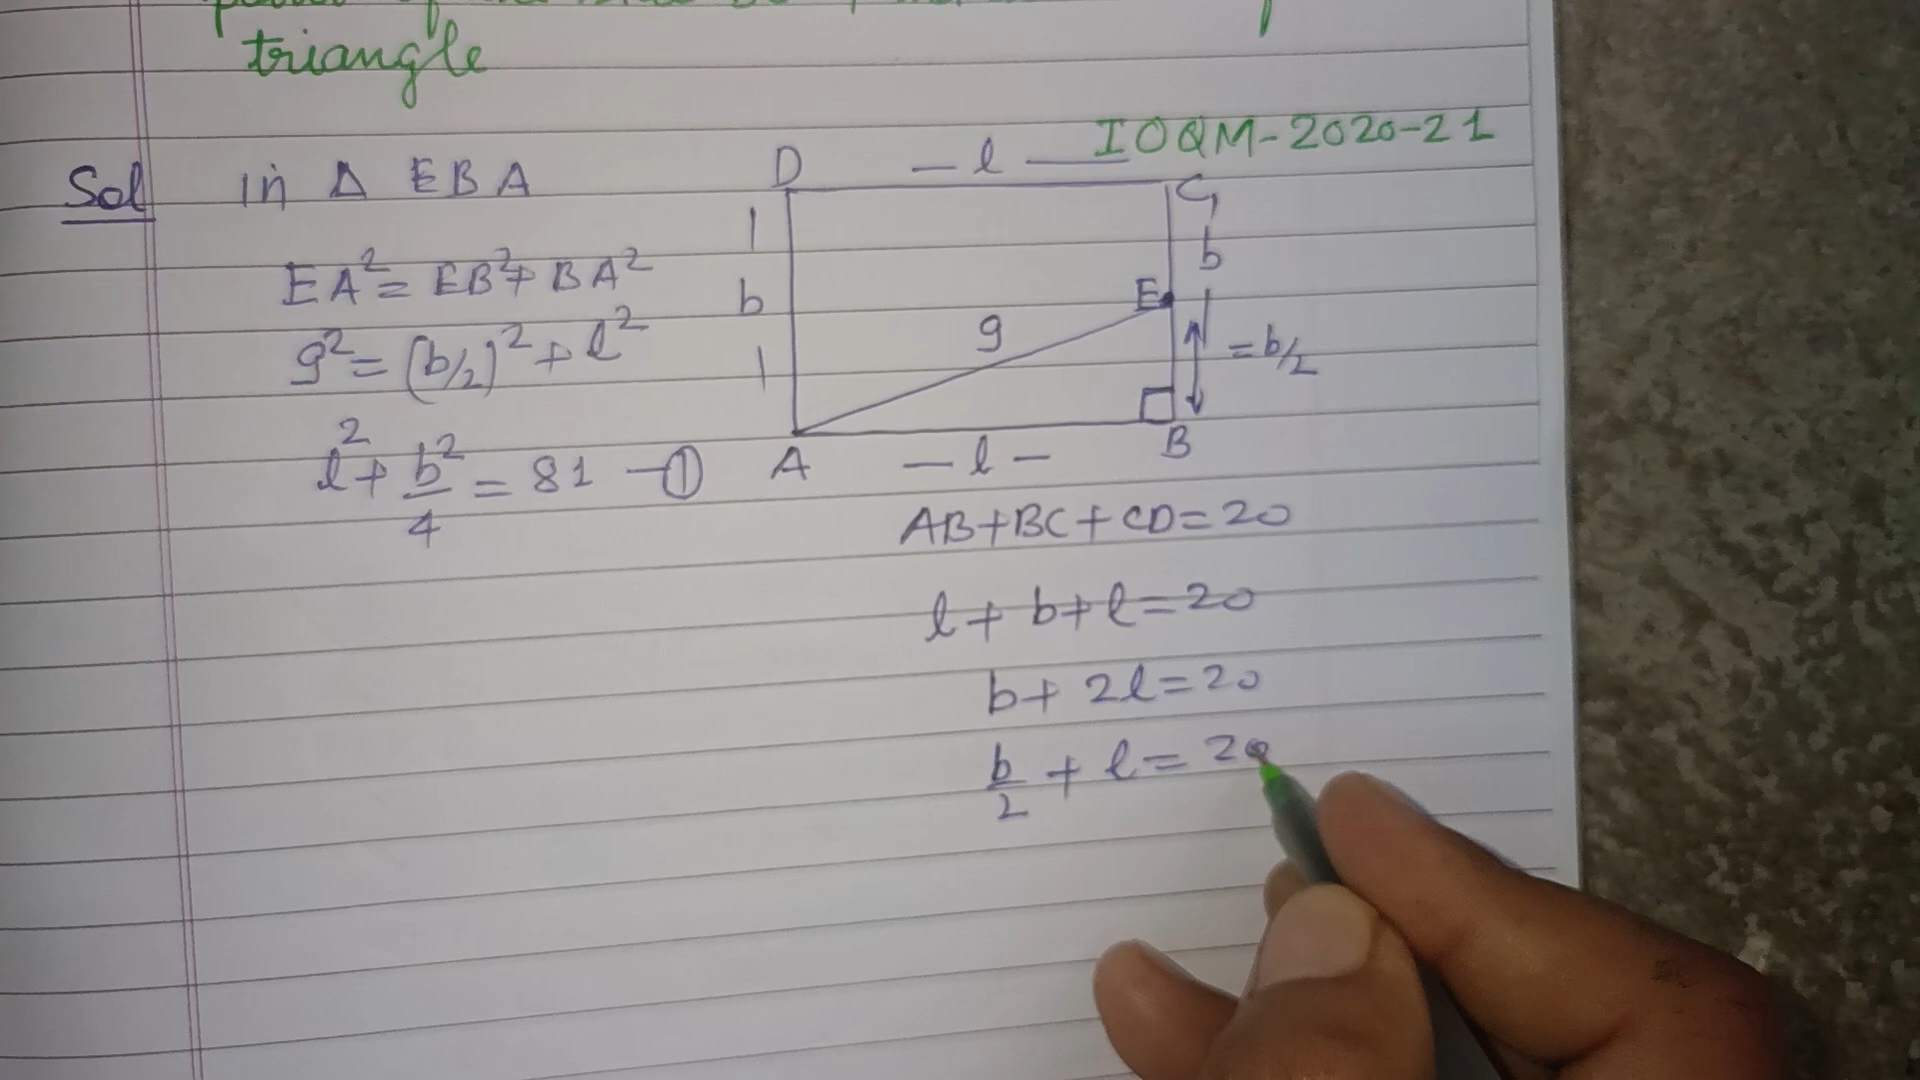 triangle
IOQM-2020-21
Sol in Δ EBA
EA²= EB²+ BA²
9²= (b/2)²+ l²
l²+ b²/4 = 81 -①
D - l - C
b
b
E
9
= b/2
A - l - B
AB+BC+CD=20
l+ b+ l=20
b+ 2l=20
b/2 + l= 20